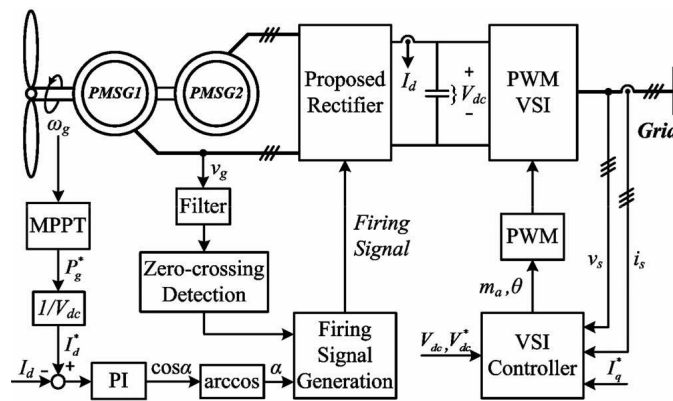 PMSG1
PMSG2
Proposed
Rectifier
I_d
+
V_dc
-
PWM
VSI
Grid
ω_g
v_g
MPPT
Filter
Firing
Signal
PWM
v_s
i_s
P_g^*
Zero-crossing
Detection
m_a, θ
1/V_dc
I_d^*
Firing
Signal
Generation
V_dc, V_dc^*
VSI
Controller
I_q^*
I_d
-
+
PI
cosα
arccos
α